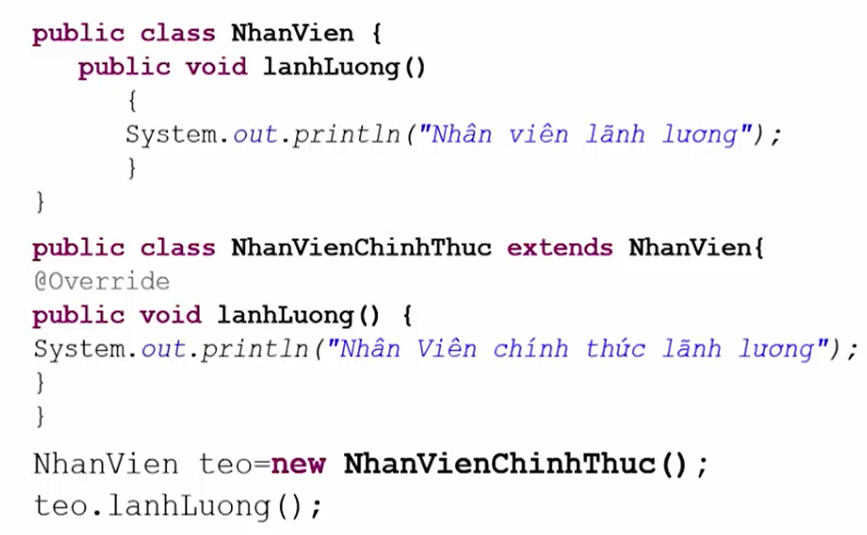 public class NhanVien {
public void lanhLuong()
{
System.out.println("Nhân viên lãnh lương");
}
}
public class NhanVienChinhThuc extends NhanVien{
@Override
public void lanhLuong() {
System.out.println("Nhân Viên chính thức lãnh lương");
}
}
NhanVien teo=new NhanVienChinhThuc();
teo.lanhLuong();